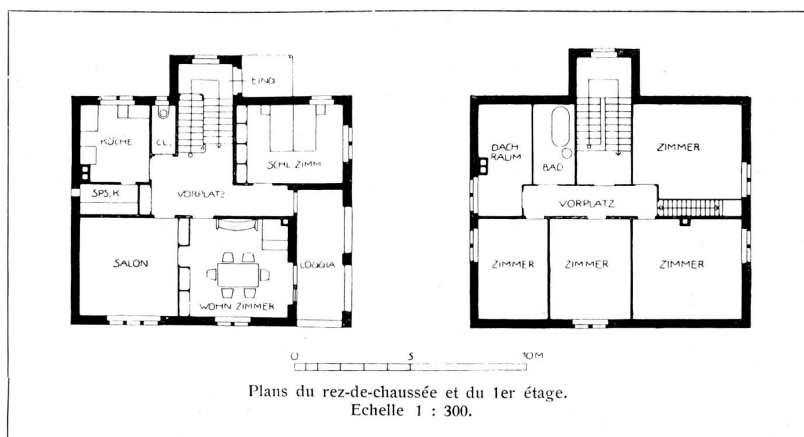 EING
KÜCHE
CL.
SCHL. ZIMM
SPS. K
VORPLATZ
SALON
WOHN ZIMMER
LOGGIA
DACH
RAUM
BAD
ZIMMER
VORPLATZ
ZIMMER
ZIMMER
ZIMMER
0 5 10 M
Plans du rez-de-chaussée et du 1er étage.
Echelle 1 : 300.